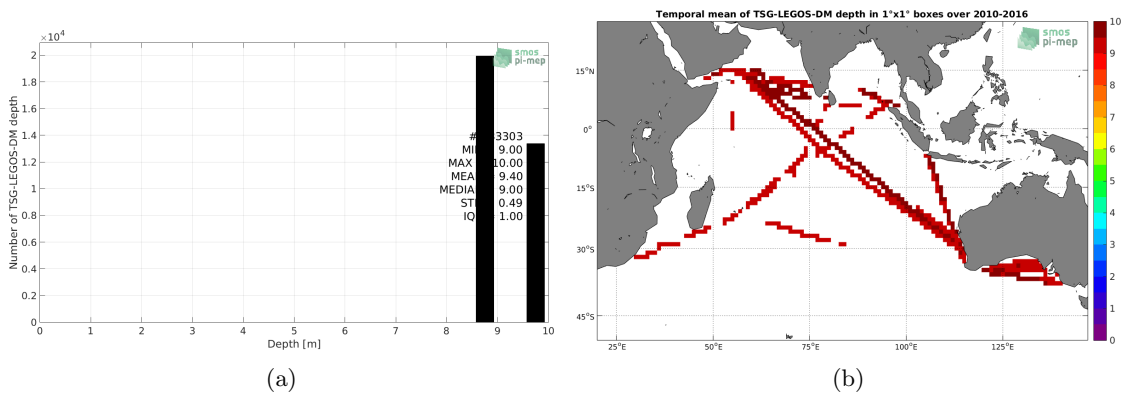 ×10⁴
smos
pi-mep
2
1.8
1.6
1.4
1.2
1
0.8
0.6
0.4
0.2
0
Number of TSG-LEGOS-DM depth
3303
9.00
10.00
9.40
9.00
0.49
1.00
0 1 2 3 4 5 6 7 8 9 10
Depth [m]
(a)
Temporal mean of TSG-LEGOS-DM depth in 1°x1° boxes over 2010-2016
smos
pi-mep
15°N
0°
15°S
30°S
45°S
25°E 50°E 75°E 100°E 125°E
10
9
8
7
6
5
4
3
2
1
0
(b)